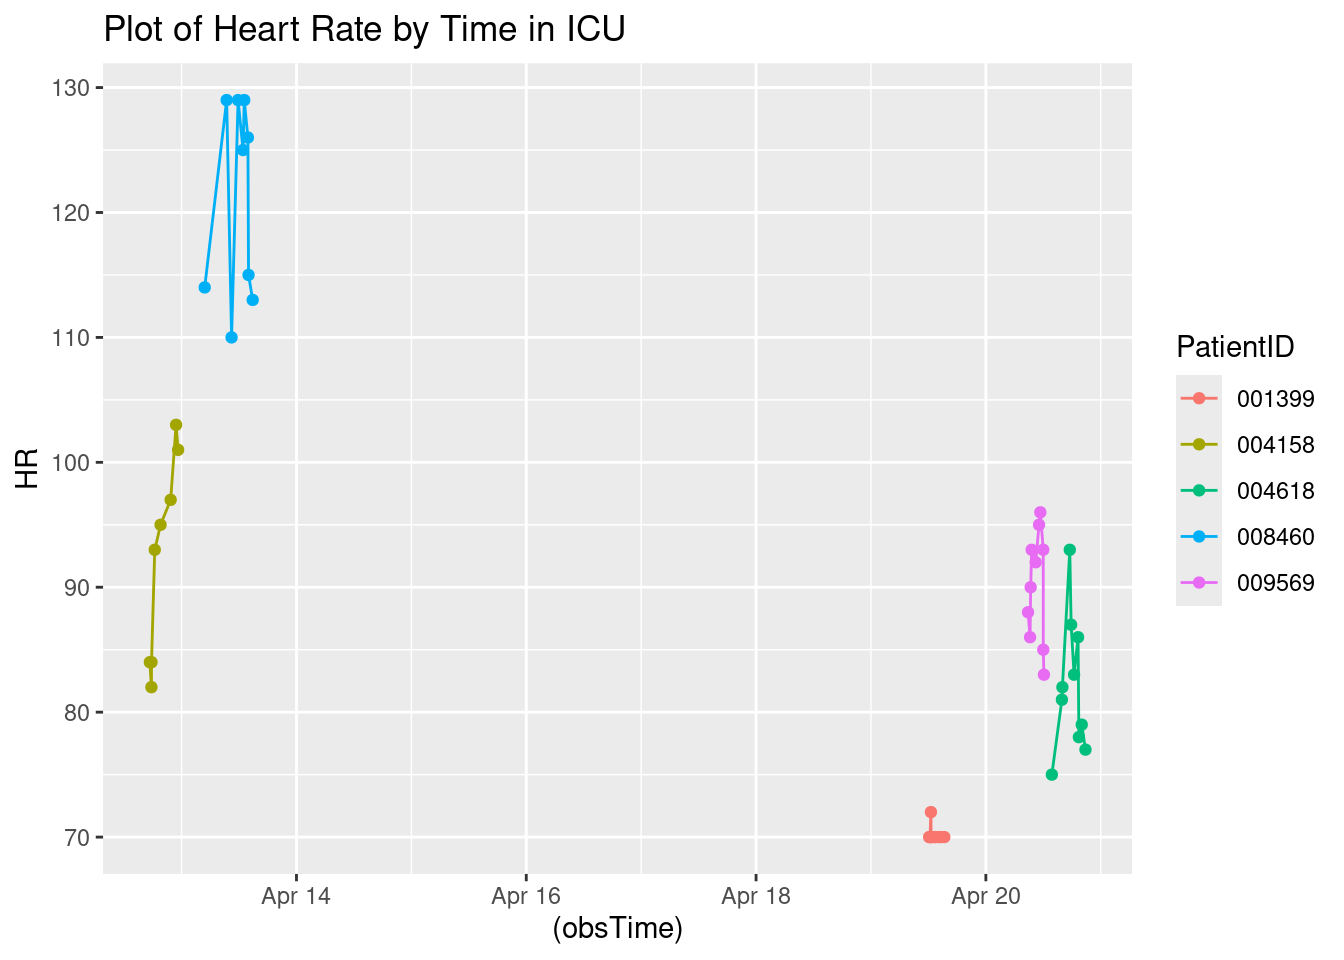 Plot of Heart Rate by Time in ICU
130
120
110
100
90
80
70
HR
Apr 14
Apr 16
Apr 18
Apr 20
(obsTime)
PatientID
001399
004158
004618
008460
009569